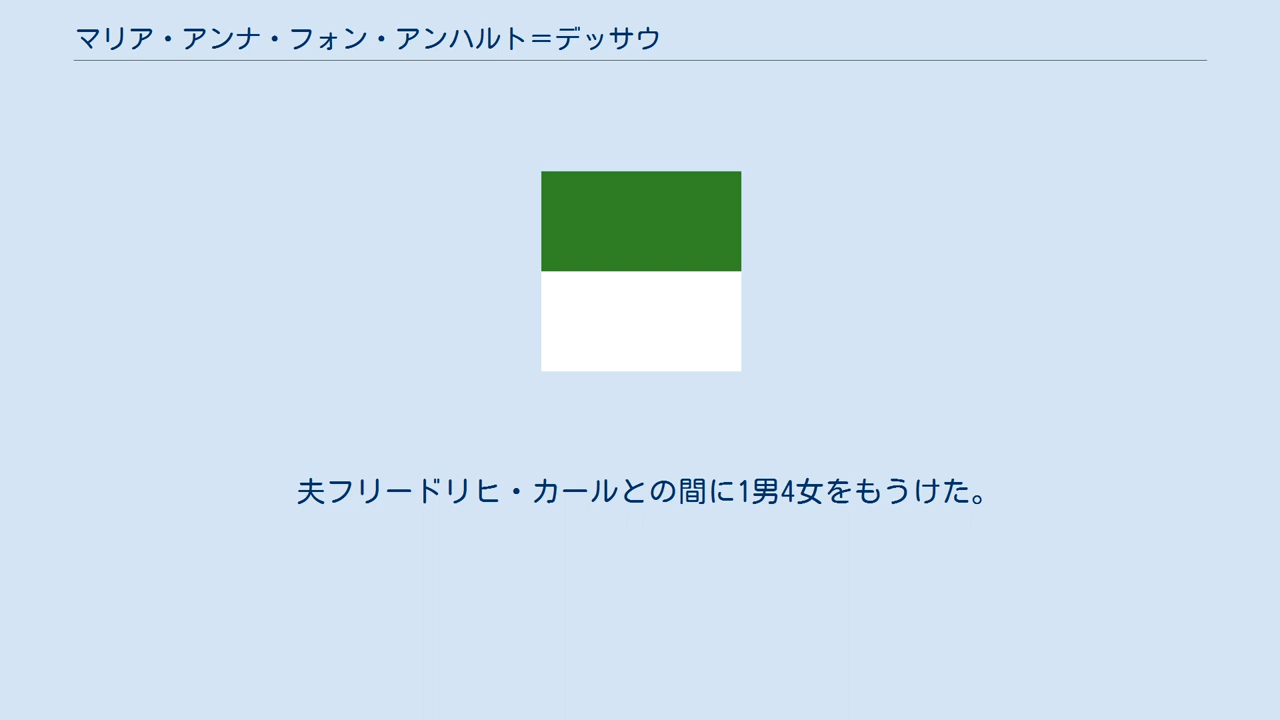 マリア・アンナ・フォン・アンハルト＝デッサウ
夫フリードリヒ・カールとの間に1男4女をもうけた。